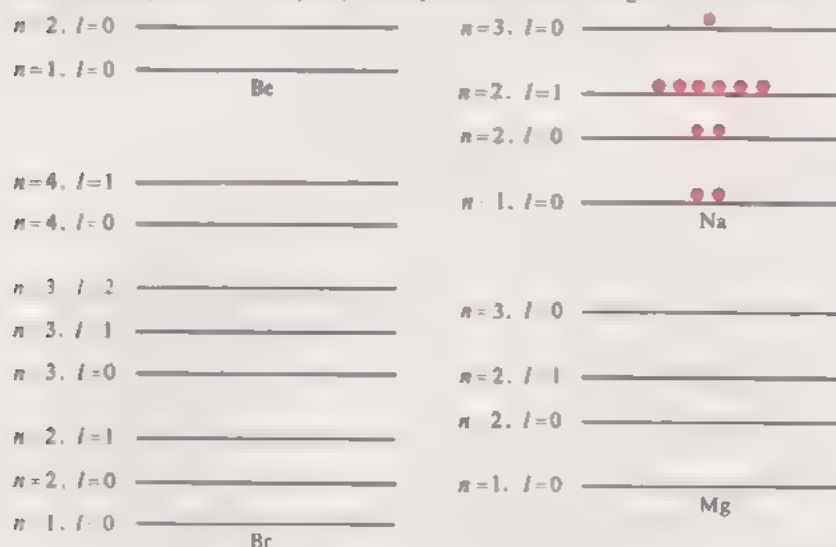 n 2, l=0
n=1, l=0
Be
n=4, l=1
n=4, l=0
n 3 l 2
n 3, l 1
n 3, l=0
n 2, l=1
n=2, l=0
n 1, l 0
Br
n=3, l=0
n=2, l=1
n=2, l 0
n 1, l=0
Na
n=3, l 0
n=2, l 1
n 2, l=0
n=1, l=0
Mg